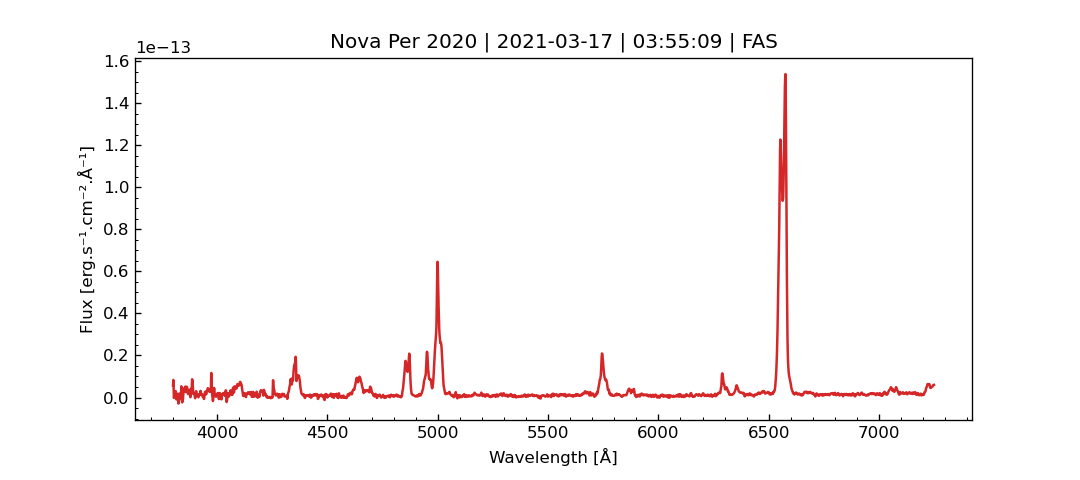 Nova Per 2020 | 2021-03-17 | 03:55:09 | FAS
1e−13
1.6
1.4
1.2
1.0
0.8
0.6
0.4
0.2
0.0
Flux [erg.s⁻¹.cm⁻².Å⁻¹]
4000 4500 5000 5500 6000 6500 7000
Wavelength [Å]